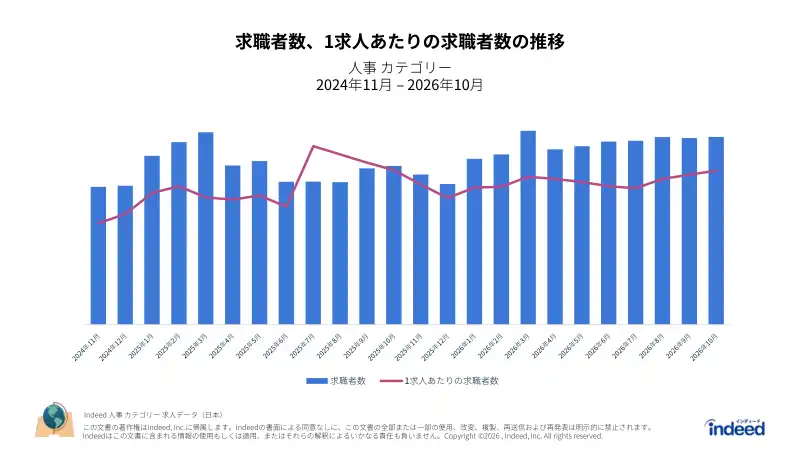 求職者数、1求人あたりの求職者数の推移
人事 カテゴリー
2024年11月 – 2026年10月
2024年11月
2024年12月
2025年1月
2025年2月
2025年3月
2025年4月
2025年5月
2025年6月
2025年7月
2025年8月
2025年9月
2025年10月
2025年11月
2025年12月
2026年1月
2026年2月
2026年3月
2026年4月
2026年5月
2026年6月
2026年7月
2026年8月
2026年9月
2026年10月
求職者数
1求人あたりの求職者数
Indeed 人事 カテゴリー 求人データ（日本）
この文書の著作権はIndeed, Inc.に帰属します。Indeedの書面による同意なしに、この文書の全部または一部の使用、改変、複製、再送信および再発表は明示的に禁止されます。
Indeedはこの文書に含まれる情報の使用もしくは適用、またはそれらの解釈によるいかなる責任も負いません。Copyright ©2026 , Indeed, Inc. All rights reserved.
インディード
indeed